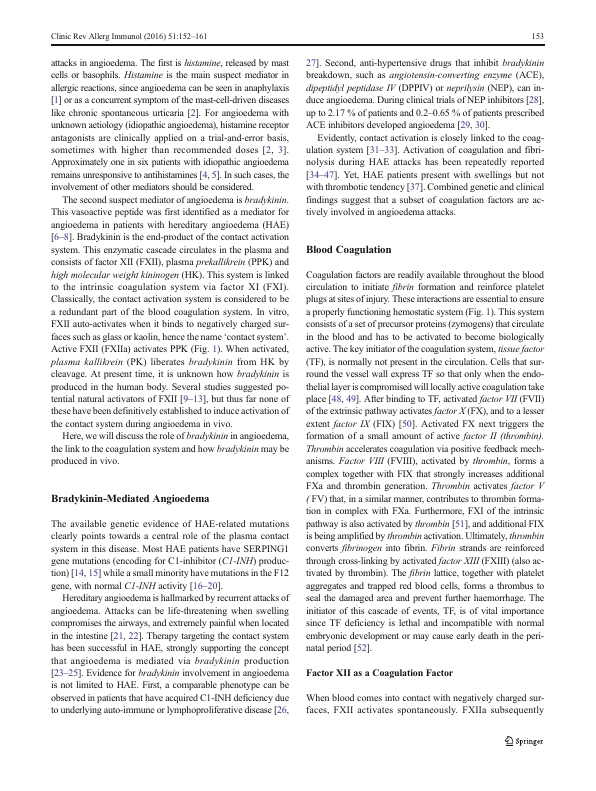 Clinic Rev Allerg Immunol (2016) 51:152–161
153
attacks in angioedema. The first is histamine, released by mast
cells or basophils. Histamine is the main suspect mediator in
allergic reactions, since angioedema can be seen in anaphylaxis
[1] or as a concurrent symptom of the mast-cell-driven diseases
like chronic spontaneous urticaria [2]. For angioedema with
unknown aetiology (idiopathic angioedema), histamine receptor
antagonists are clinically applied on a trial-and-error basis,
sometimes with higher than recommended doses [2, 3].
Approximately one in six patients with idiopathic angioedema
remains unresponsive to antihistamines [4, 5]. In such cases, the
involvement of other mediators should be considered.
The second suspect mediator of angioedema is bradykinin.
This vasoactive peptide was first identified as a mediator for
angioedema in patients with hereditary angioedema (HAE)
[6–8]. Bradykinin is the end-product of the contact activation
system. This enzymatic cascade circulates in the plasma and
consists of factor XII (FXII), plasma prekallikrein (PPK) and
high molecular weight kininogen (HK). This system is linked
to the intrinsic coagulation system via factor XI (FXI).
Classically, the contact activation system is considered to be
a redundant part of the blood coagulation system. In vitro,
FXII auto-activates when it binds to negatively charged sur-
faces such as glass or kaolin, hence the name ‘contact system’.
Active FXII (FXIIa) activates PPK (Fig. 1). When activated,
plasma kallikrein (PK) liberates bradykinin from HK by
cleavage. At present time, it is unknown how bradykinin is
produced in the human body. Several studies suggested po-
tential natural activators of FXII [9–13], but thus far none of
these have been definitively established to induce activation of
the contact system during angioedema in vivo.
Here, we will discuss the role of bradykinin in angioedema,
the link to the coagulation system and how bradykinin may be
produced in vivo.
Bradykinin-Mediated Angioedema
The available genetic evidence of HAE-related mutations
clearly points towards a central role of the plasma contact
system in this disease. Most HAE patients have SERPING1
gene mutations (encoding for C1-inhibitor (C1-INH) produc-
tion) [14, 15] while a small minority have mutations in the F12
gene, with normal C1-INH activity [16–20].
Hereditary angioedema is hallmarked by recurrent attacks of
angioedema. Attacks can be life-threatening when swelling
compromises the airways, and extremely painful when located
in the intestine [21, 22]. Therapy targeting the contact system
has been successful in HAE, strongly supporting the concept
that angioedema is mediated via bradykinin production
[23–25]. Evidence for bradykinin involvement in angioedema
is not limited to HAE. First, a comparable phenotype can be
observed in patients that have acquired C1-INH deficiency due
to underlying auto-immune or lymphoproliferative disease [26,
27]. Second, anti-hypertensive drugs that inhibit bradykinin
breakdown, such as angiotensin-converting enzyme (ACE),
dipeptidyl peptidase IV (DPPIV) or neprilysin (NEP), can in-
duce angioedema. During clinical trials of NEP inhibitors [28],
up to 2.17 % of patients and 0.2–0.65 % of patients prescribed
ACE inhibitors developed angioedema [29, 30].
Evidently, contact activation is closely linked to the coag-
ulation system [31–33]. Activation of coagulation and fibri-
nolysis during HAE attacks has been repeatedly reported
[34–47]. Yet, HAE patients present with swellings but not
with thrombotic tendency [37]. Combined genetic and clinical
findings suggest that a subset of coagulation factors are ac-
tively involved in angioedema attacks.
Blood Coagulation
Coagulation factors are readily available throughout the blood
circulation to initiate fibrin formation and reinforce platelet
plugs at sites of injury. These interactions are essential to ensure
a properly functioning hemostatic system (Fig. 1). This system
consists of a set of precursor proteins (zymogens) that circulate
in the blood and has to be activated to become biologically
active. The key initiator of the coagulation system, tissue factor
(TF), is normally not present in the circulation. Cells that sur-
round the vessel wall express TF so that only when the endo-
thelial layer is compromised will locally active coagulation take
place [48, 49]. After binding to TF, activated factor VII (FVII)
of the extrinsic pathway activates factor X (FX), and to a lesser
extent factor IX (FIX) [50]. Activated FX next triggers the
formation of a small amount of active factor II (thrombin).
Thrombin accelerates coagulation via positive feedback mech-
anisms. Factor VIII (FVIII), activated by thrombin, forms a
complex together with FIX that strongly increases additional
FXa and thrombin generation. Thrombin activates factor V
( FV) that, in a similar manner, contributes to thrombin forma-
tion in complex with FXa. Furthermore, FXI of the intrinsic
pathway is also activated by thrombin [51], and additional FIX
is being amplified by thrombin activation. Ultimately, thrombin
converts fibrinogen into fibrin. Fibrin strands are reinforced
through cross-linking by activated factor XIII (FXIII) (also ac-
tivated by thrombin). The fibrin lattice, together with platelet
aggregates and trapped red blood cells, forms a thrombus to
seal the damaged area and prevent further haemorrhage. The
initiator of this cascade of events, TF, is of vital importance
since TF deficiency is lethal and incompatible with normal
embryonic development or may cause early death in the peri-
natal period [52].
Factor XII as a Coagulation Factor
When blood comes into contact with negatively charged sur-
faces, FXII activates spontaneously. FXIIa subsequently
Springer